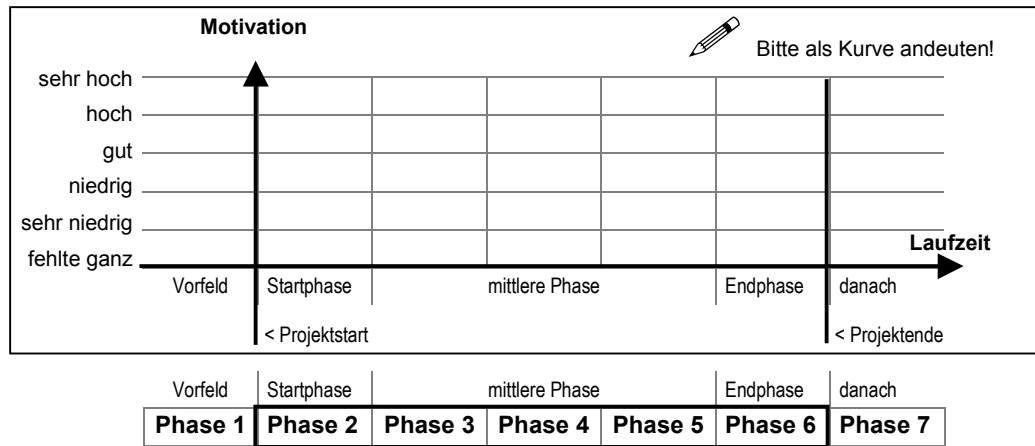 Motivation
Bitte als Kurve andeuten!
sehr hoch
hoch
gut
niedrig
sehr niedrig
fehlte ganz
Laufzeit
Vorfeld Startphase mittlere Phase Endphase danach
< Projektstart < Projektende
Vorfeld Startphase mittlere Phase Endphase danach
Phase 1 Phase 2 Phase 3 Phase 4 Phase 5 Phase 6 Phase 7